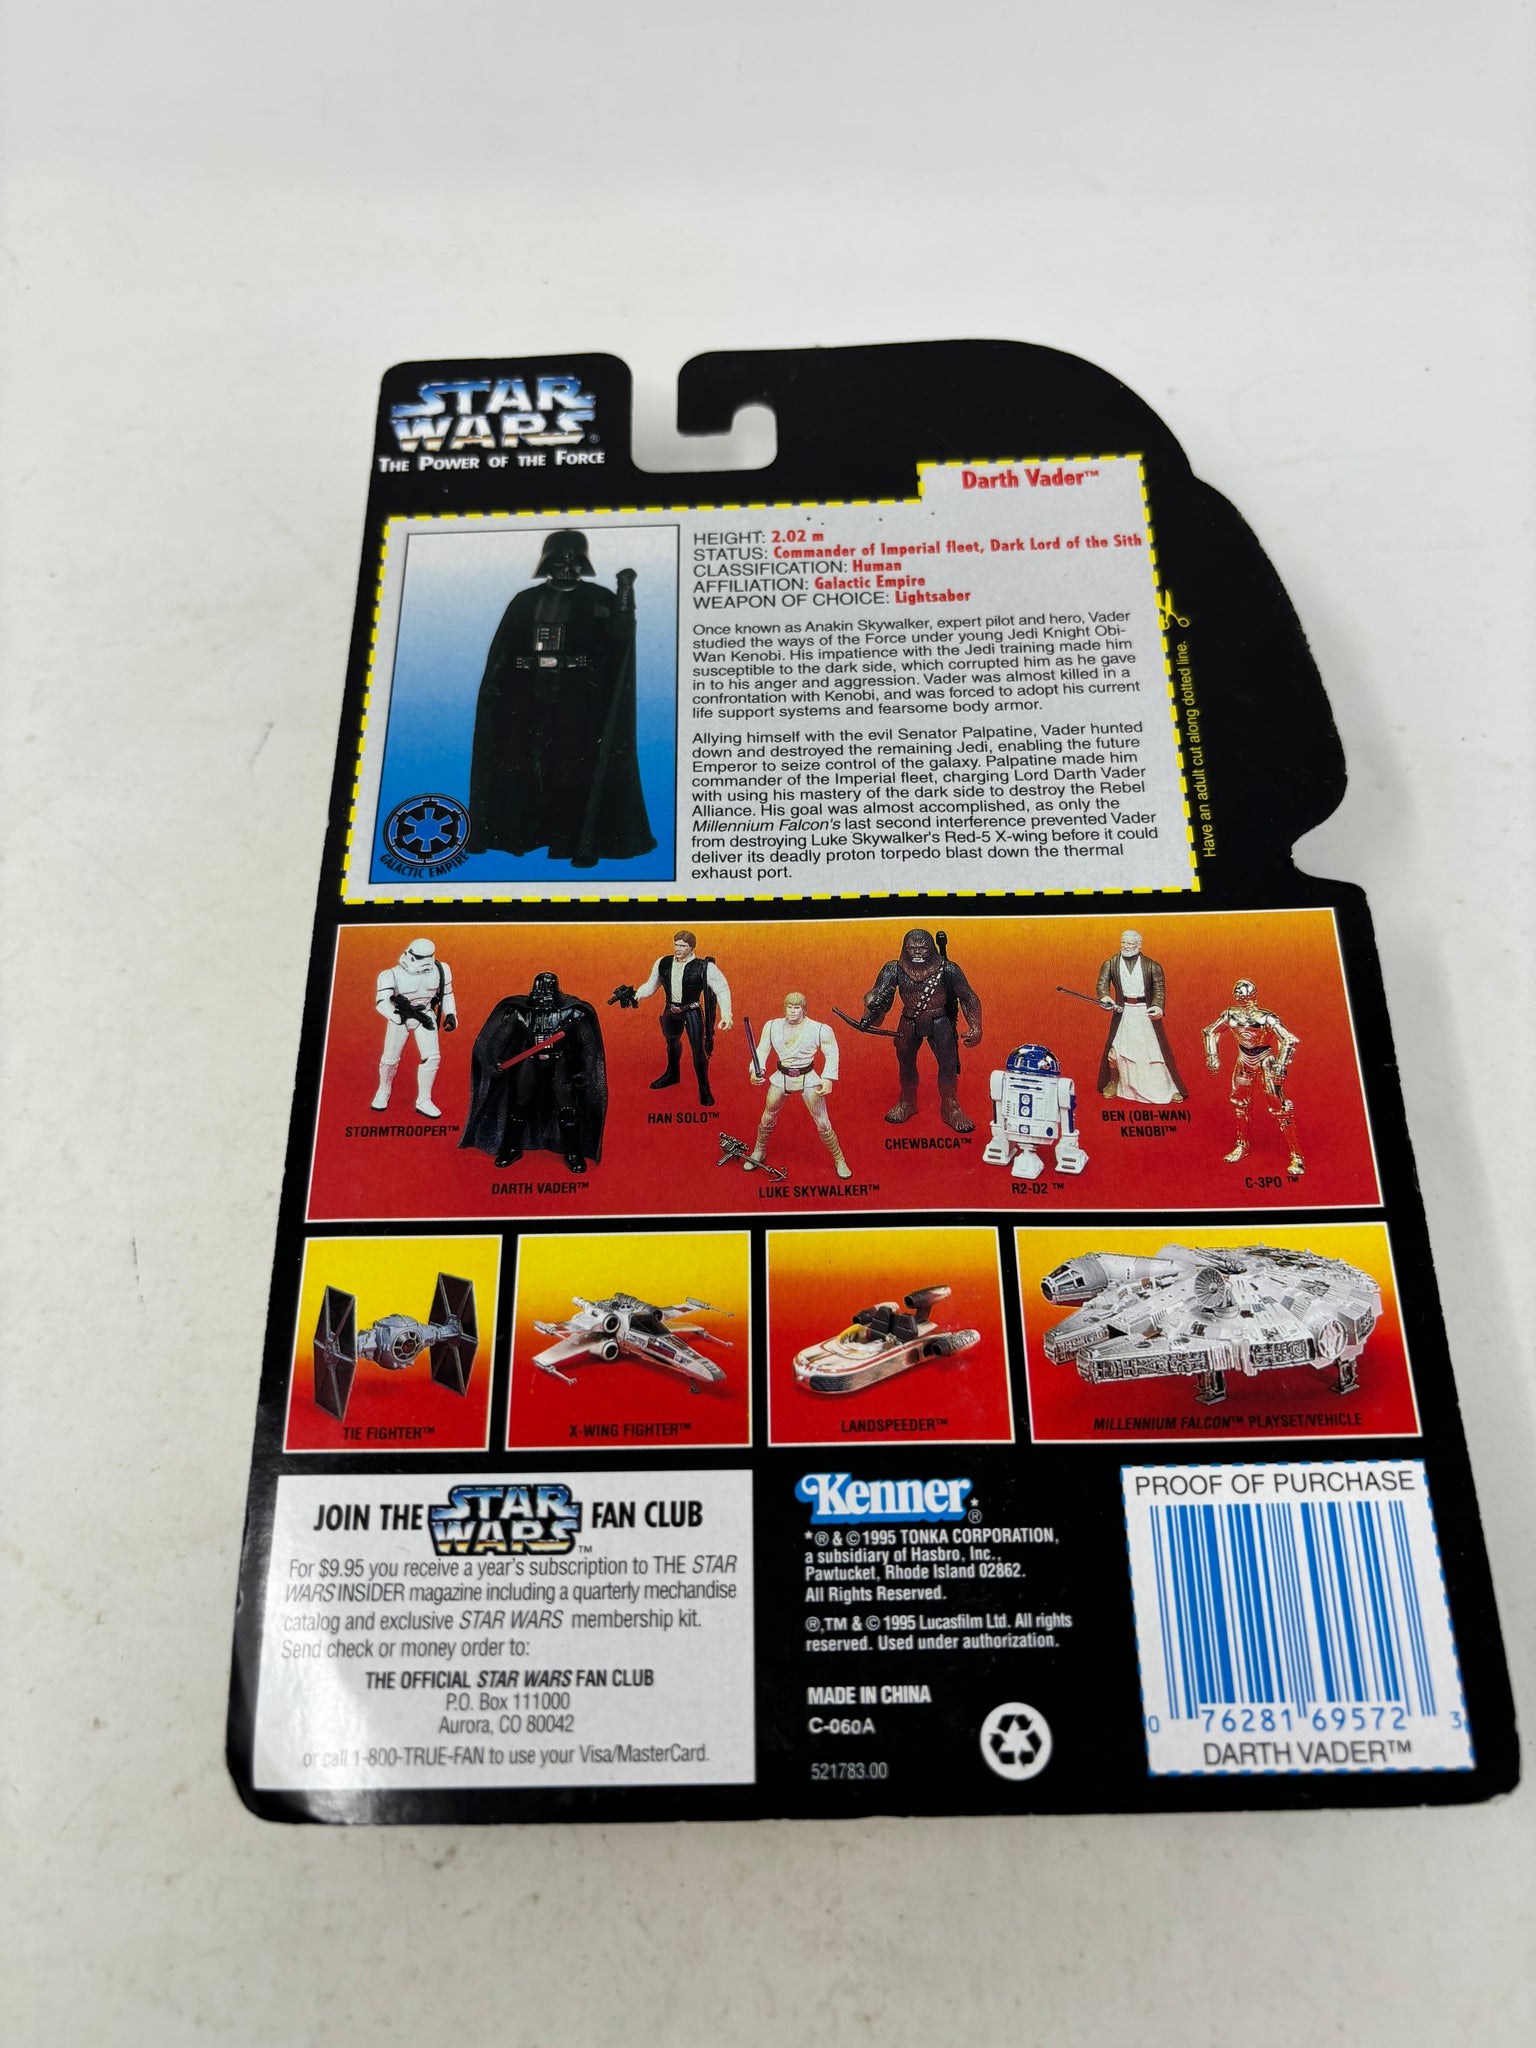 STAR
WARS®
THE POWER OF THE FORCE
Darth Vader™
HEIGHT: 2.02 m
STATUS: Commander of Imperial fleet, Dark Lord of the Sith
CLASSIFICATION: Human
AFFILIATION: Galactic Empire
WEAPON OF CHOICE: Lightsaber
Once known as Anakin Skywalker, expert pilot and hero, Vader
studied the ways of the Force under young Jedi Knight Obi-
Wan Kenobi. His impatience with the Jedi training made him
susceptible to the dark side, which corrupted him as he gave
in to his anger and aggression. Vader was almost killed in a
confrontation with Kenobi, and was forced to adopt his current
life support systems and fearsome body armor.
Allying himself with the evil Senator Palpatine, Vader hunted
down and destroyed the remaining Jedi, enabling the future
Emperor to seize control of the galaxy. Palpatine made him
commander of the Imperial fleet, charging Lord Darth Vader
with using his mastery of the dark side to destroy the Rebel
Alliance. His goal was almost accomplished, as only the
Millennium Falcon's last second interference prevented Vader
from destroying Luke Skywalker's Red-5 X-wing before it could
deliver its deadly proton torpedo blast down the thermal
exhaust port.
GALACTIC EMPIRE
Have an adult cut along dotted line.
STORMTROOPER™
DARTH VADER™
HAN SOLO™
LUKE SKYWALKER™
CHEWBACCA™
R2-D2™
BEN (OBI-WAN)
KENOBI™
C-3PO™
TIE FIGHTER™
X-WING FIGHTER™
LANDSPEEDER™
MILLENNIUM FALCON™ PLAYSET/VEHICLE
JOIN THE STAR WARS™ FAN CLUB
For $9.95 you receive a year's subscription to THE STAR
WARS INSIDER magazine including a quarterly mechandise
catalog and exclusive STAR WARS membership kit.
Send check or money order to:
THE OFFICIAL STAR WARS FAN CLUB
P.O. Box 111000
Aurora, CO 80042
or call 1-800-TRUE-FAN to use your Visa/MasterCard.
Kenner*®
*® & © 1995 TONKA CORPORATION,
a subsidiary of Hasbro, Inc.,
Pawtucket, Rhode Island 02862.
All Rights Reserved.
®,TM & © 1995 Lucasfilm Ltd. All rights
reserved. Used under authorization.
MADE IN CHINA
C-060A
521783.00
PROOF OF PURCHASE
0 76281 69572 3
DARTH VADER™